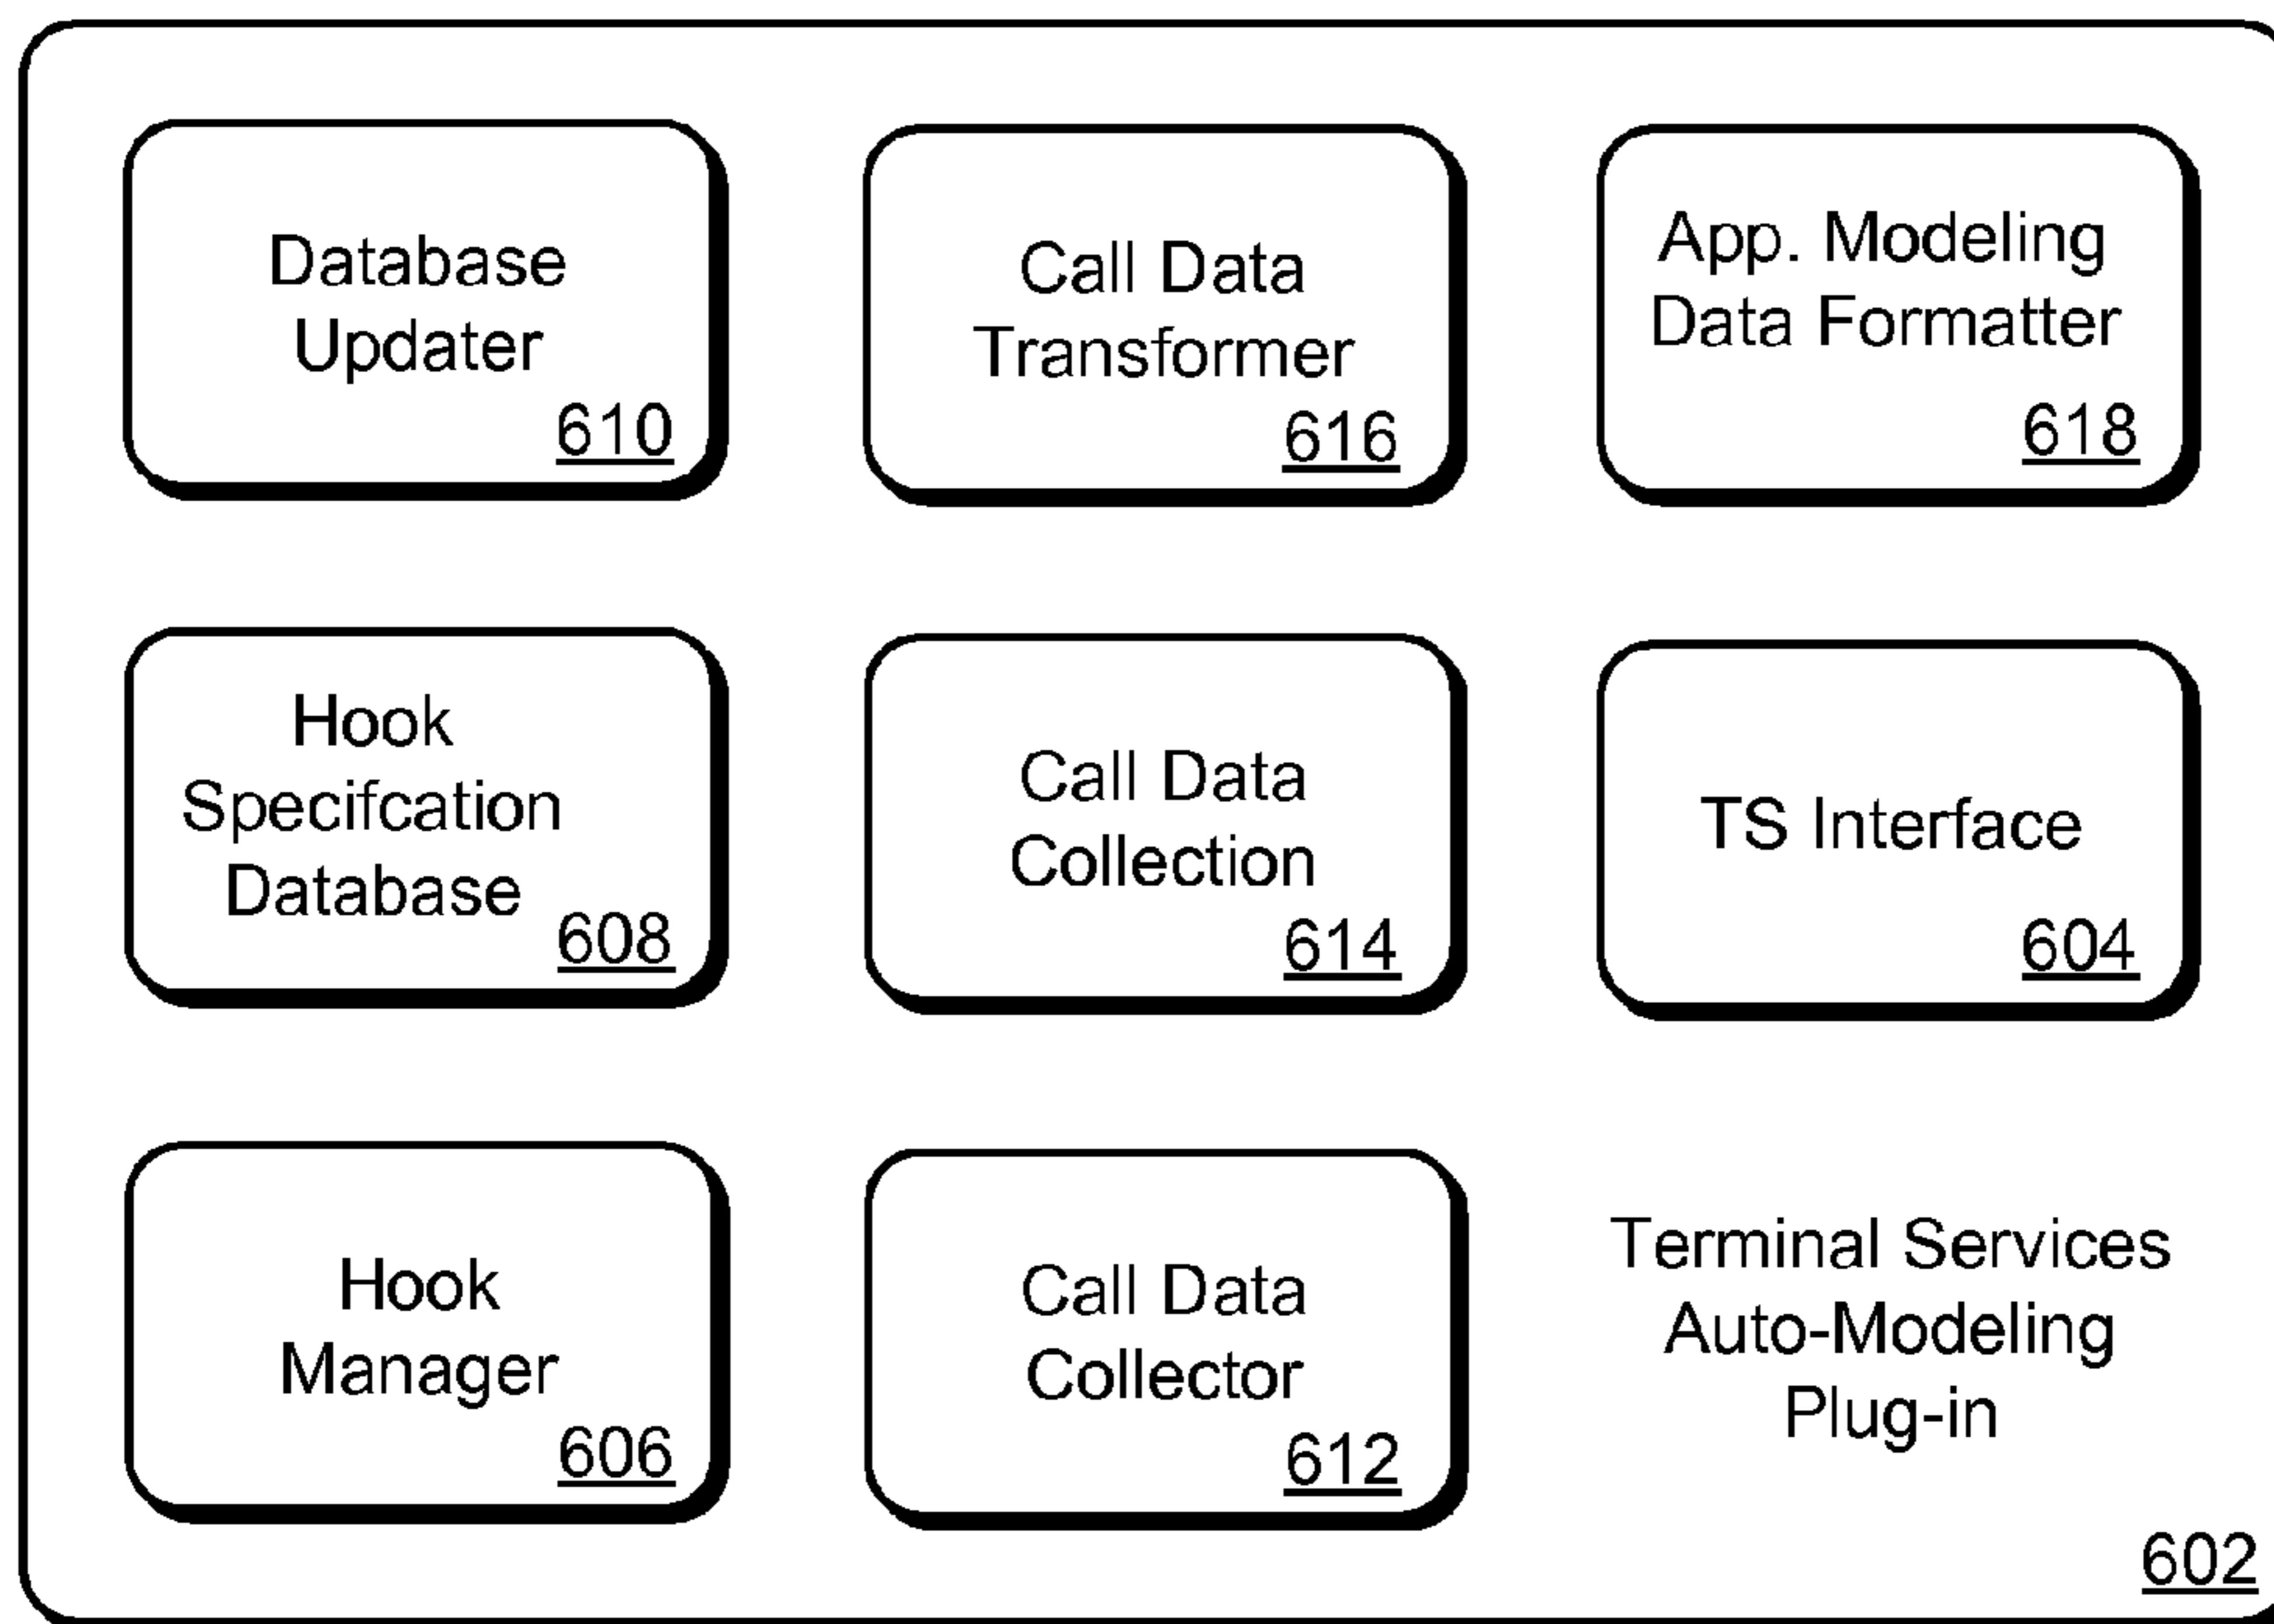 Database
Updater
610
Call Data
Transformer
616
App. Modeling
Data Formatter
618
Hook
Specifcation
Database
608
Call Data
Collection
614
TS Interface
604
Hook
Manager
606
Call Data
Collector
612
Terminal Services
Auto-Modeling
Plug-in
602